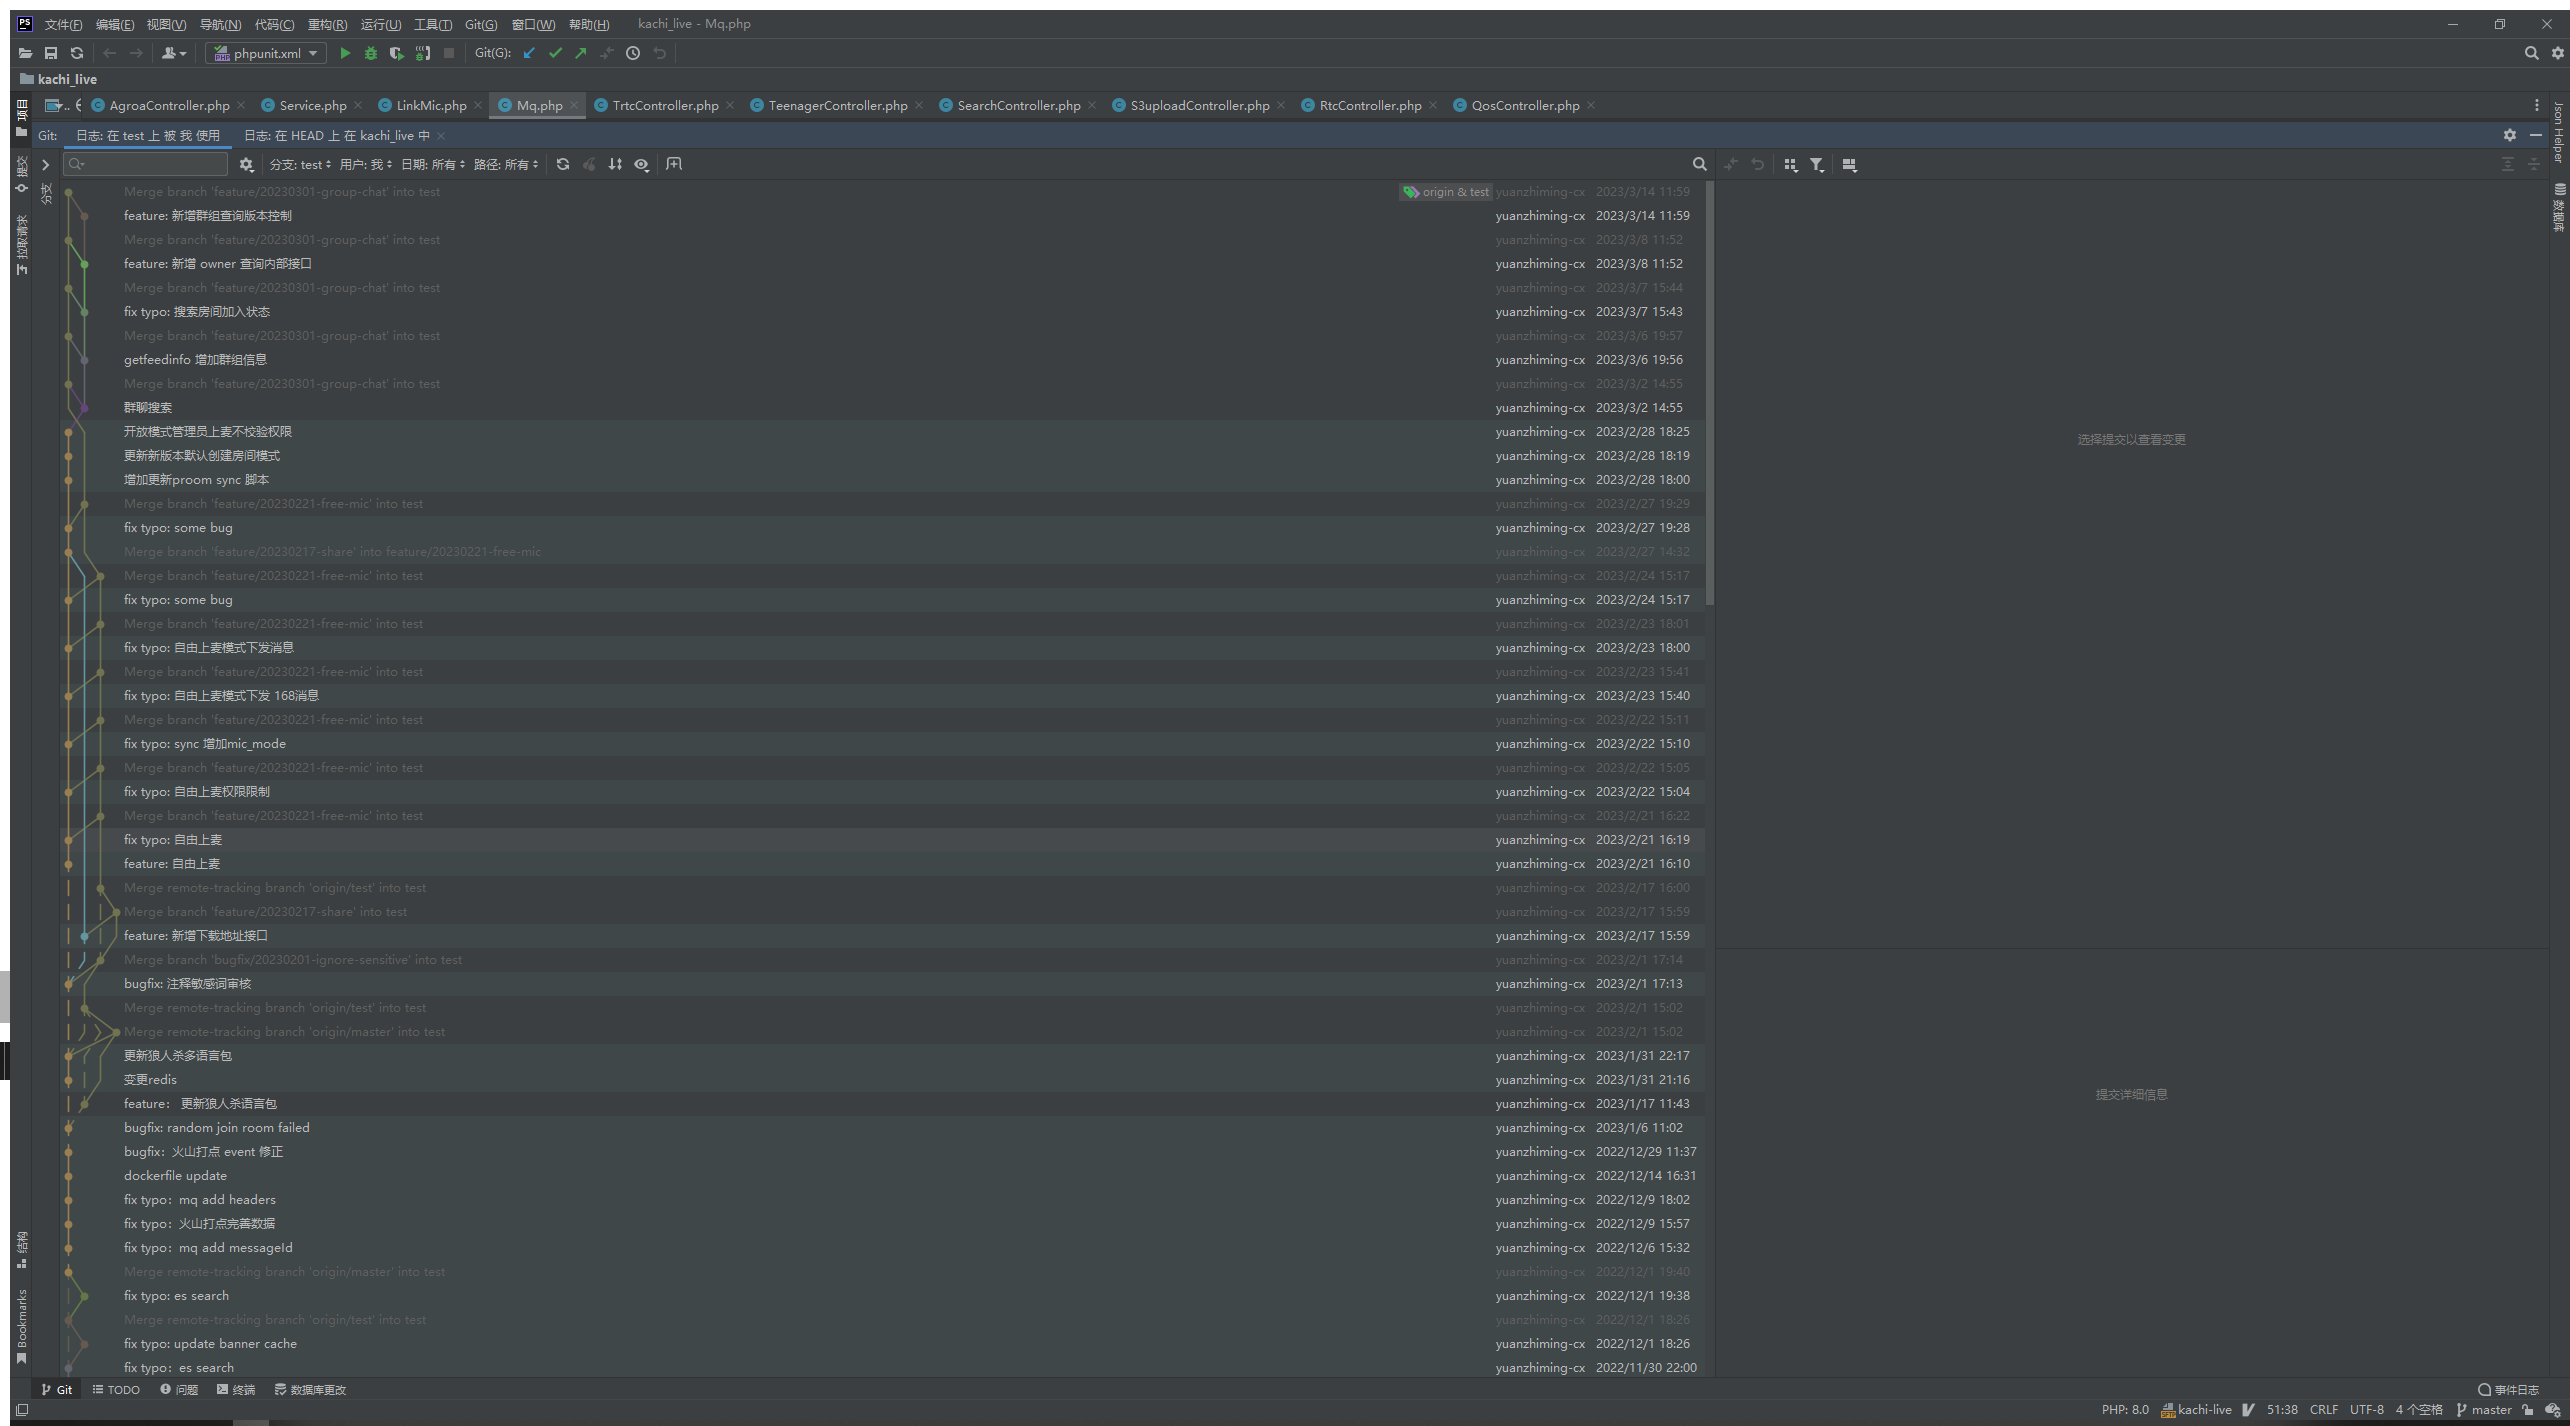 PS 文件(F) 编辑(E) 视图(V) 导航(N) 代码(C) 重构(R) 运行(U) 工具(T) Git(G) 窗口(W) 帮助(H) kachi_live - Mq.php
phpunit.xml Git(G):
kachi_live
AgroaController.php Service.php LinkMic.php Mq.php TrtcController.php TeenagerController.php SearchController.php S3uploadController.php RtcController.php QosController.php
Git: 日志: 在 test 上 被 我 使用 日志: 在 HEAD 上 在 kachi_live 中
分支: test 用户: 我 日期: 所有 路径: 所有
Merge branch 'feature/20230301-group-chat' into test origin & test yuanzhiming-cx 2023/3/14 11:59
feature: 新增群组查询版本控制 yuanzhiming-cx 2023/3/14 11:59
Merge branch 'feature/20230301-group-chat' into test yuanzhiming-cx 2023/3/8 11:52
feature: 新增 owner 查询内部接口 yuanzhiming-cx 2023/3/8 11:52
Merge branch 'feature/20230301-group-chat' into test yuanzhiming-cx 2023/3/7 15:44
fix typo: 搜索房间加入状态 yuanzhiming-cx 2023/3/7 15:43
Merge branch 'feature/20230301-group-chat' into test yuanzhiming-cx 2023/3/6 19:57
getfeedinfo 增加群组信息 yuanzhiming-cx 2023/3/6 19:56
Merge branch 'feature/20230301-group-chat' into test yuanzhiming-cx 2023/3/2 14:55
群聊搜索 yuanzhiming-cx 2023/3/2 14:55
开放模式管理员上麦不校验权限 yuanzhiming-cx 2023/2/28 18:25
更新新版本默认创建房间模式 yuanzhiming-cx 2023/2/28 18:19
增加更新proom sync 脚本 yuanzhiming-cx 2023/2/28 18:00
Merge branch 'feature/20230221-free-mic' into test yuanzhiming-cx 2023/2/27 19:29
fix typo: some bug yuanzhiming-cx 2023/2/27 19:28
Merge branch 'feature/20230217-share' into feature/20230221-free-mic yuanzhiming-cx 2023/2/27 14:32
Merge branch 'feature/20230221-free-mic' into test yuanzhiming-cx 2023/2/24 15:17
fix typo: some bug yuanzhiming-cx 2023/2/24 15:17
Merge branch 'feature/20230221-free-mic' into test yuanzhiming-cx 2023/2/23 18:01
fix typo: 自由上麦模式下发消息 yuanzhiming-cx 2023/2/23 18:00
Merge branch 'feature/20230221-free-mic' into test yuanzhiming-cx 2023/2/23 15:41
fix typo: 自由上麦模式下发 168消息 yuanzhiming-cx 2023/2/23 15:40
Merge branch 'feature/20230221-free-mic' into test yuanzhiming-cx 2023/2/22 15:11
fix typo: sync 增加mic_mode yuanzhiming-cx 2023/2/22 15:10
Merge branch 'feature/20230221-free-mic' into test yuanzhiming-cx 2023/2/22 15:05
fix typo: 自由上麦权限限制 yuanzhiming-cx 2023/2/22 15:04
Merge branch 'feature/20230221-free-mic' into test yuanzhiming-cx 2023/2/21 16:22
fix typo: 自由上麦 yuanzhiming-cx 2023/2/21 16:19
feature: 自由上麦 yuanzhiming-cx 2023/2/21 16:10
Merge remote-tracking branch 'origin/test' into test yuanzhiming-cx 2023/2/17 16:00
Merge branch 'feature/20230217-share' into test yuanzhiming-cx 2023/2/17 15:59
feature: 新增下载地址接口 yuanzhiming-cx 2023/2/17 15:59
Merge branch 'bugfix/20230201-ignore-sensitive' into test yuanzhiming-cx 2023/2/1 17:14
bugfix: 注释敏感词审核 yuanzhiming-cx 2023/2/1 17:13
Merge remote-tracking branch 'origin/test' into test yuanzhiming-cx 2023/2/1 15:02
Merge remote-tracking branch 'origin/master' into test yuanzhiming-cx 2023/2/1 15:02
更新狼人杀多语言包 yuanzhiming-cx 2023/1/31 22:17
变更redis yuanzhiming-cx 2023/1/31 21:16
feature： 更新狼人杀语言包 yuanzhiming-cx 2023/1/17 11:43
bugfix: random join room failed yuanzhiming-cx 2023/1/6 11:02
bugfix：火山打点 event 修正 yuanzhiming-cx 2022/12/29 11:37
dockerfile update yuanzhiming-cx 2022/12/14 16:31
fix typo：mq add headers yuanzhiming-cx 2022/12/9 18:02
fix typo：火山打点完善数据 yuanzhiming-cx 2022/12/9 15:57
fix typo：mq add messageId yuanzhiming-cx 2022/12/6 15:32
Merge remote-tracking branch 'origin/master' into test yuanzhiming-cx 2022/12/1 19:40
fix typo: es search yuanzhiming-cx 2022/12/1 19:38
Merge remote-tracking branch 'origin/test' into test yuanzhiming-cx 2022/12/1 18:26
fix typo: update banner cache yuanzhiming-cx 2022/12/1 18:26
fix typo：es search yuanzhiming-cx 2022/11/30 22:00
选择提交以查看变更
提交详细信息
项目
提交
拉取请求
分支
结构
Bookmarks
Json Helper
数据库
Git TODO 问题 终端 数据库更改 事件日志
PHP: 8.0 kachi-live 51:38 CRLF UTF-8 4 个空格 master